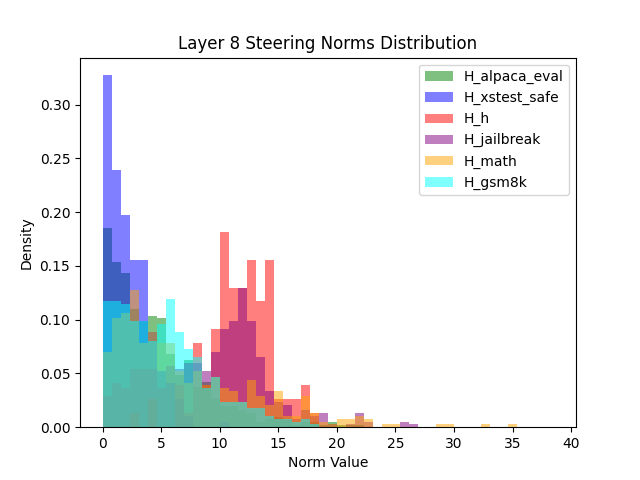 Layer 8 Steering Norms Distribution
H_alpaca_eval
H_xstest_safe
H_h
H_jailbreak
H_math
H_gsm8k
Density
0.30
0.25
0.20
0.15
0.10
0.05
0.00
0 5 10 15 20 25 30 35 40
Norm Value